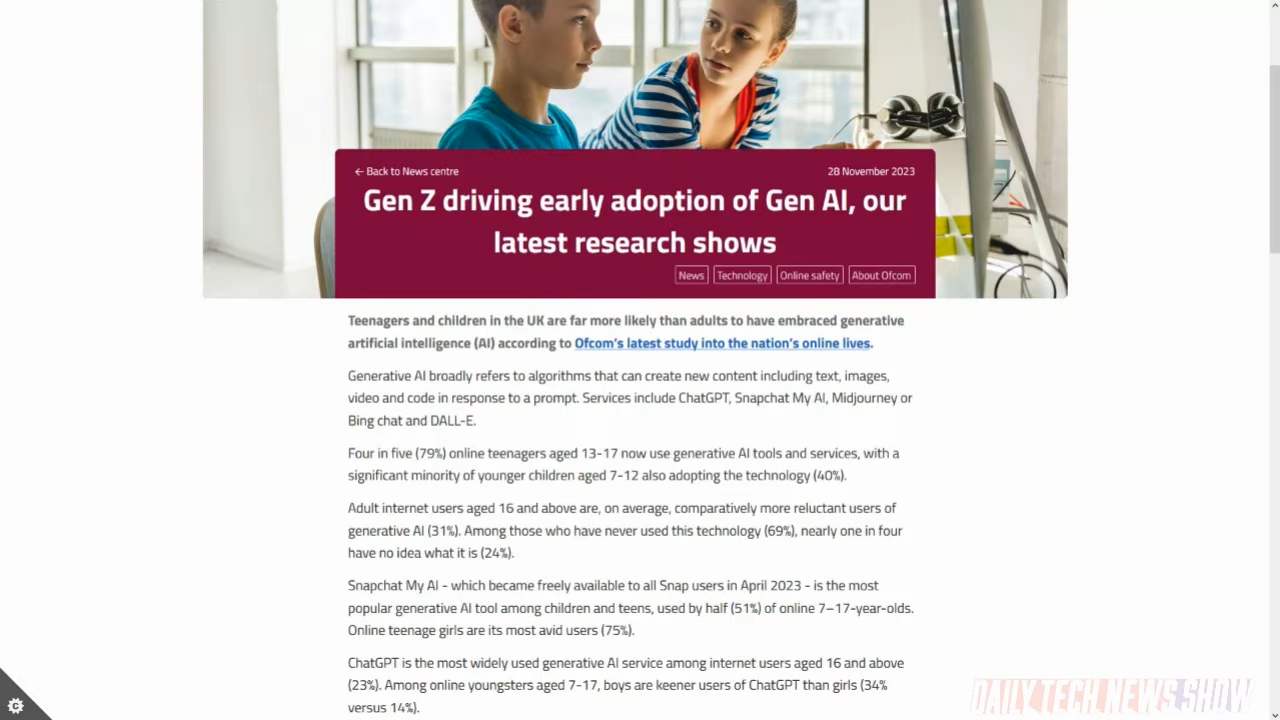 ← Back to News centre
28 November 2023
Gen Z driving early adoption of Gen AI, our
latest research shows
News
Technology
Online safety
About Ofcom
Teenagers and children in the UK are far more likely than adults to have embraced generative
artificial intelligence (AI) according to Ofcom's latest study into the nation's online lives.
Generative AI broadly refers to algorithms that can create new content including text, images,
video and code in response to a prompt. Services include ChatGPT, Snapchat My AI, Midjourney or
Bing chat and DALL-E.
Four in five (79%) online teenagers aged 13-17 now use generative AI tools and services, with a
significant minority of younger children aged 7-12 also adopting the technology (40%).
Adult internet users aged 16 and above are, on average, comparatively more reluctant users of
generative AI (31%). Among those who have never used this technology (69%), nearly one in four
have no idea what it is (24%).
Snapchat My AI - which became freely available to all Snap users in April 2023 - is the most
popular generative AI tool among children and teens, used by half (51%) of online 7–17-year-olds.
Online teenage girls are its most avid users (75%).
ChatGPT is the most widely used generative AI service among internet users aged 16 and above
(23%). Among online youngsters aged 7-17, boys are keener users of ChatGPT than girls (34%
versus 14%).
DAILY TECH NEWS SHOW